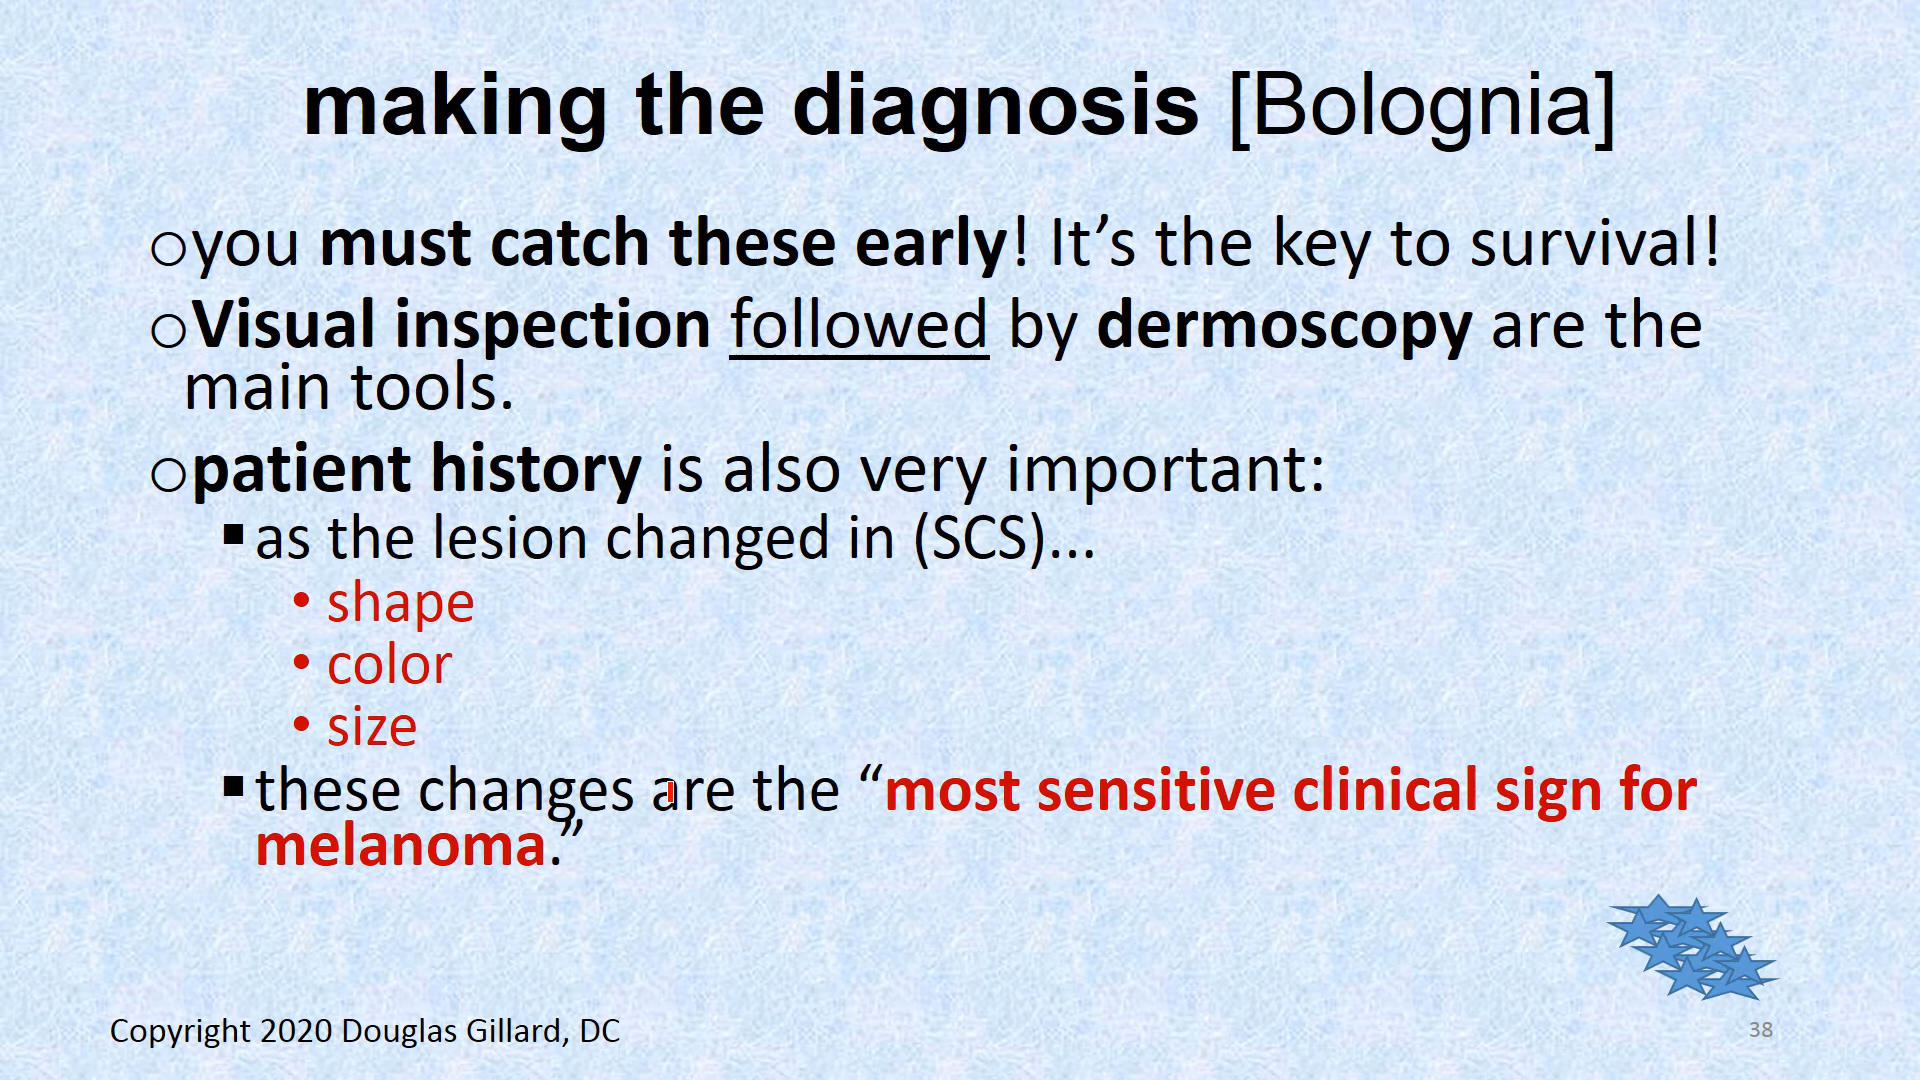 making the diagnosis [Bolognia]
you must catch these early! It’s the key to survival!
Visual inspection followed by dermoscopy are the
main tools.
patient history is also very important:
as the lesion changed in (SCS)...
shape
color
size
these changes are the “most sensitive clinical sign for
melanoma.”
Copyright 2020 Douglas Gillard, DC
38